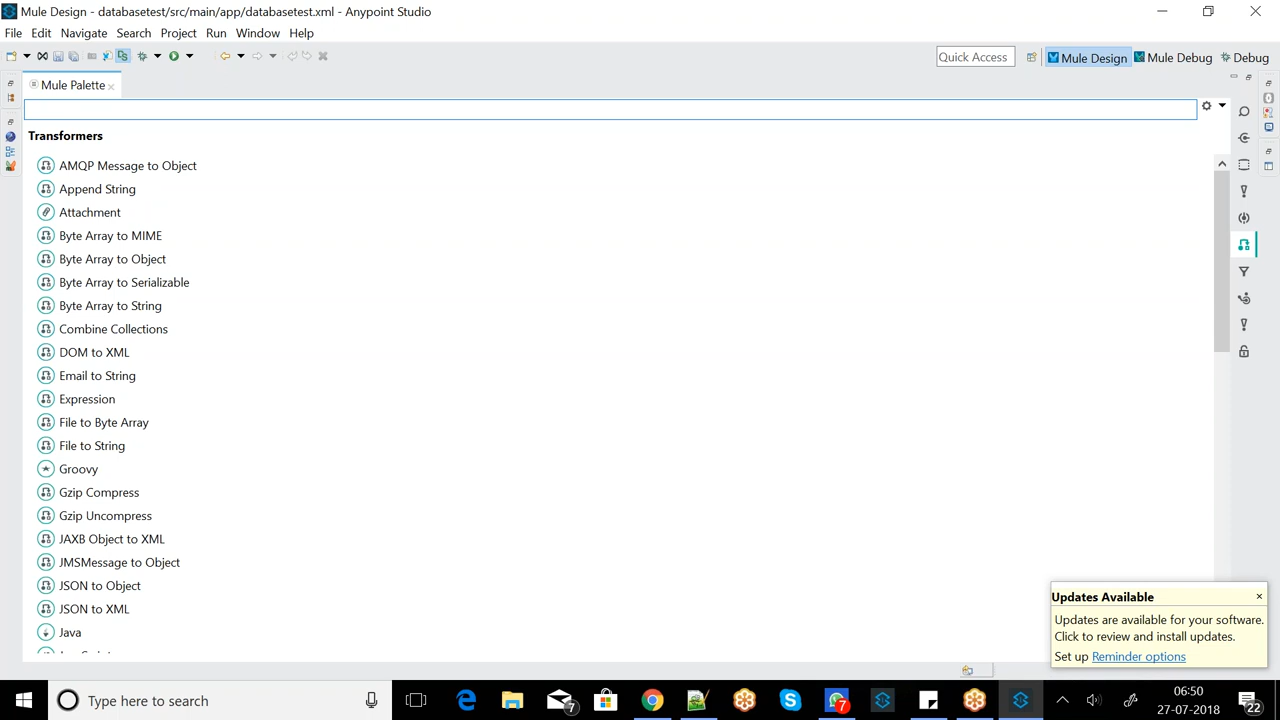 Mule Design - databasetest/src/main/app/databasetest.xml - Anypoint Studio
File Edit Navigate Search Project Run Window Help
Quick Access Mule Design Mule Debug Debug
Mule Palette
Transformers
AMQP Message to Object
Append String
Attachment
Byte Array to MIME
Byte Array to Object
Byte Array to Serializable
Byte Array to String
Combine Collections
DOM to XML
Email to String
Expression
File to Byte Array
File to String
Groovy
Gzip Compress
Gzip Uncompress
JAXB Object to XML
JMSMessage to Object
JSON to Object
JSON to XML
Java
Updates Available
Updates are available for your software.
Click to review and install updates.
Set up Reminder options
Type here to search
7
7
06:50
27-07-2018
22